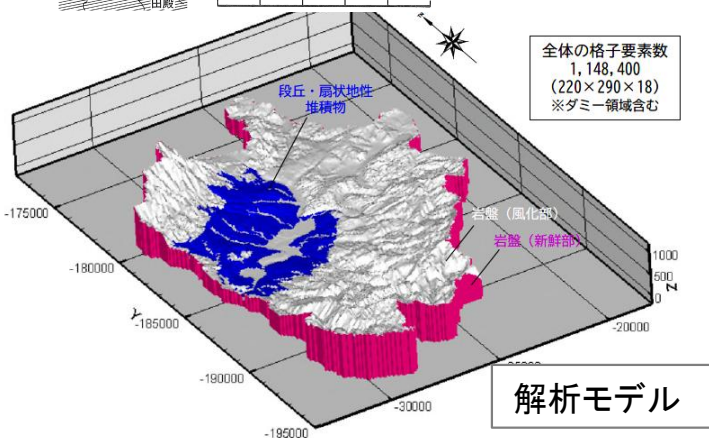 田殿
全体の格子要素数
1,148,400
(220×290×18)
※ダミー領域含む
段丘・扇状地性
堆積物
岩盤（風化部）
岩盤（新鮮部）
1000
500
0
Z
-175000
-180000
Y
-185000
-190000
-195000
-20000
-30000
解析モデル